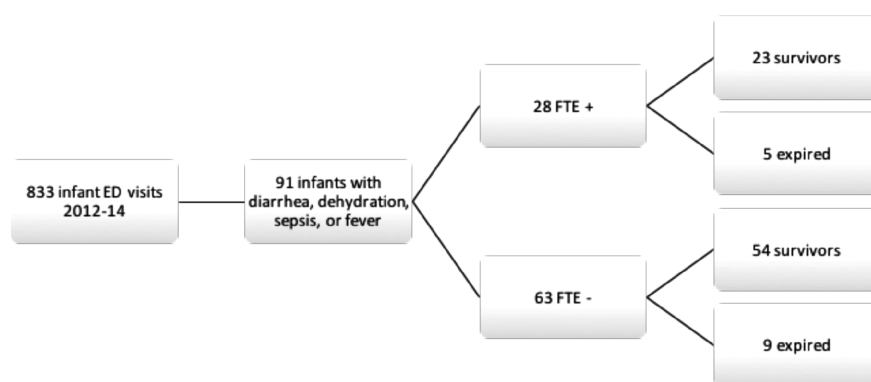 833 infant ED visits
2012-14
91 infants with
diarrhea, dehydration,
sepsis, or fever
28 FTE +
23 survivors
5 expired
63 FTE -
54 survivors
9 expired